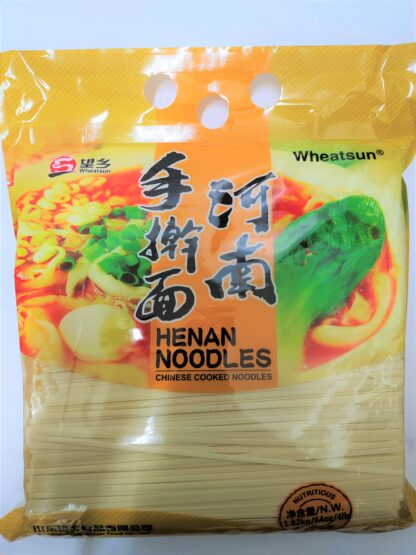 望乡
Wheatsun
Wheatsun®
河南
手擀面
HENAN
NOODLES
CHINESE COOKED NOODLES
NUTRITIOUS
净含量/N.W.
1.82kg/64oz/4lb